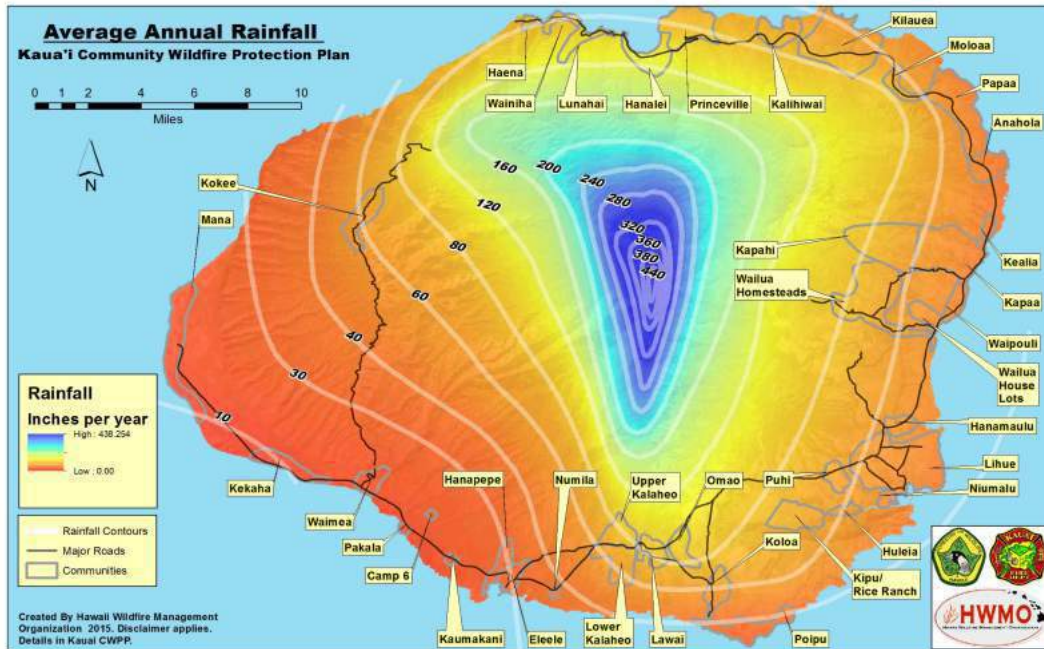 Average Annual Rainfall
Kaua'i Community Wildfire Protection Plan
0 2 4 6 8 10
Miles
N
Haena
Wainiha
Lunahai
Hanalei
Princeville
Kalihiwai
Kilauea
Moloaa
Papaa
Anahola
Kokee
Mana
Kapahi
Kealia
Wailua
Homesteads
Kapaa
Waipouli
Wailua
House
Lots
Hanamaulu
Lihue
Niumalu
160
200
240
280
320
360
380
440
120
80
60
40
30
10
Rainfall
Inches per year
High : 438.254
Low : 0.00
Rainfall Contours
Major Roads
Communities
Kekaha
Waimea
Pakala
Camp 6
Kaumakani
Hanapepe
Eleele
Numila
Upper
Kalaheo
Lower
Kalaheo
Lawai
Omao
Puhi
Koloa
Huleia
Kipu/
Rice Ranch
Poipu
Created By Hawaii Wildfire Management
Organization 2015. Disclaimer applies.
Details in Kauai CWPP.
KAUAI
HWMO